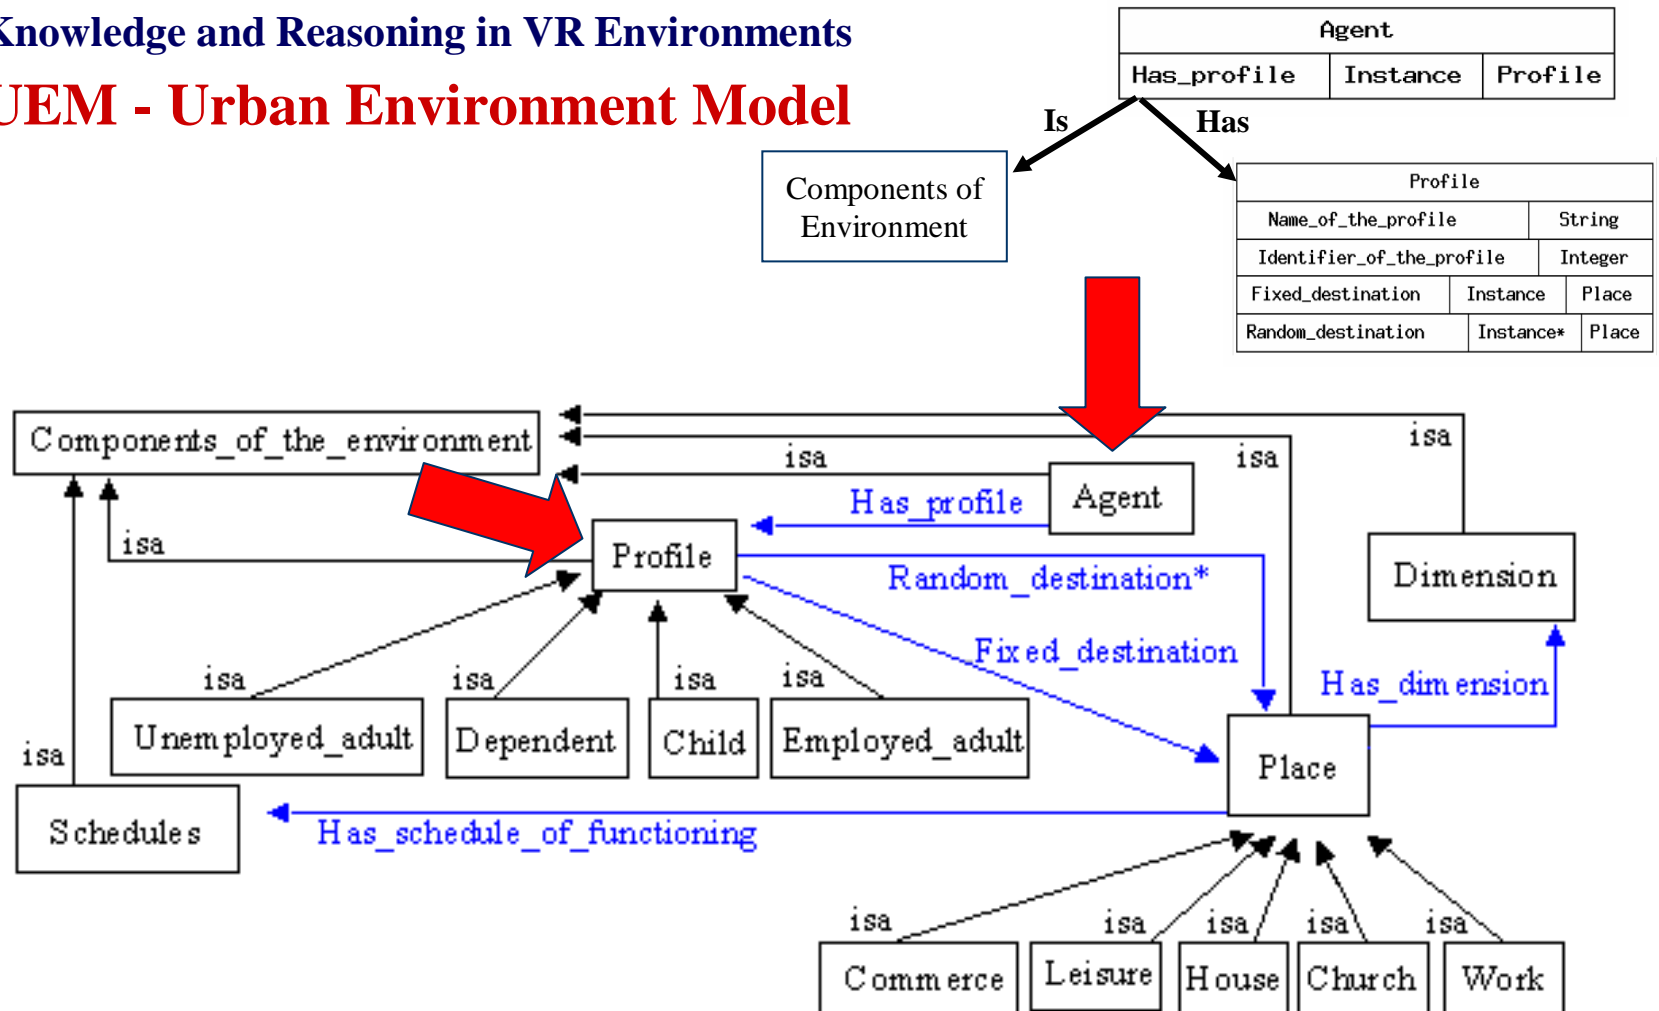 Knowledge and Reasoning in VR Environments
UEM - Urban Environment Model
Agent
Has_profile Instance Profile
Is Has
Components of
Environment
Profile
Name_of_the_profile String
Identifier_of_the_profile Integer
Fixed_destination Instance Place
Random_destination Instance* Place
Components_of_the_environment
isa
isa
isa
Has_profile
Agent
isa
Profile
Random_destination*
Dimension
Fixed_destination
Has_dimension
isa
isa
isa
isa
Unemployed_adult
Dependent
Child
Employed_adult
isa
Place
Schedules
Has_schedule_of_functioning
isa
isa
isa
isa
isa
Commerce
Leisure
House
Church
Work